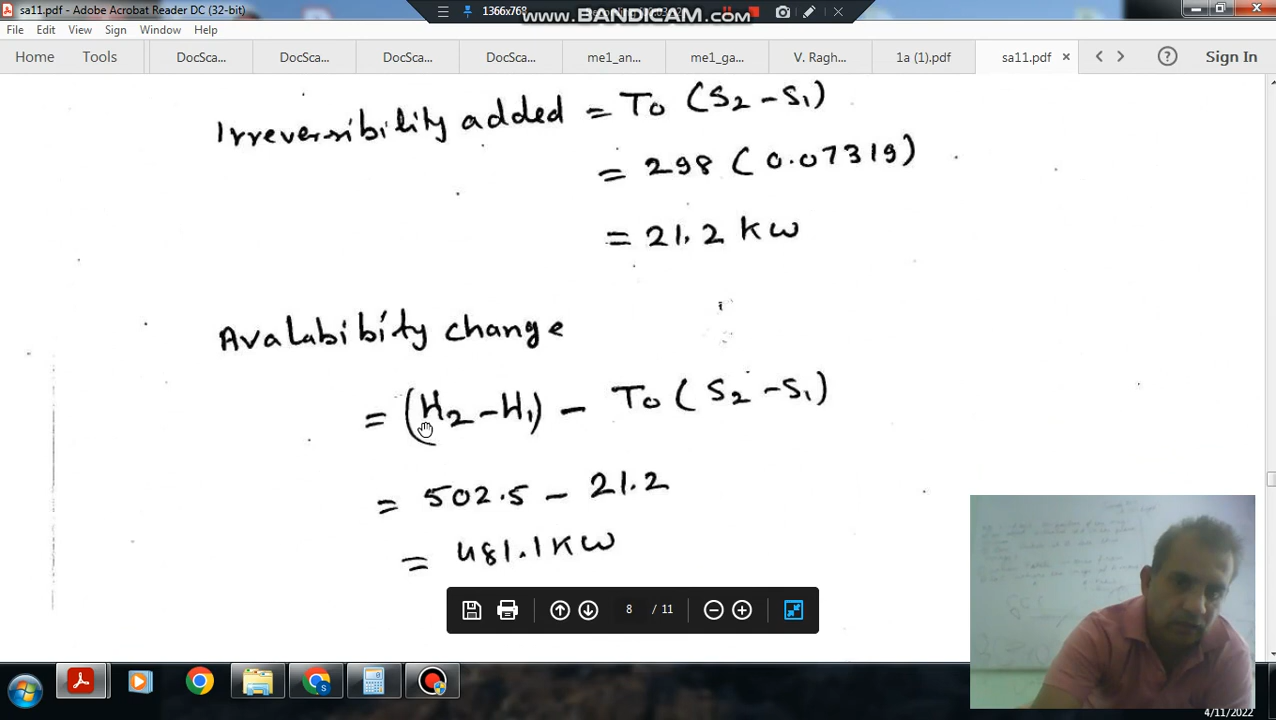 sa11.pdf - Adobe Acrobat Reader DC (32-bit)
1366x768
www.BANDICAM.com
File Edit View Sign Window Help
Home Tools DocSca... DocSca... DocSca... DocSca... me1_an... me1_ga... V. Ragh... 1a (1).pdf sa11.pdf Sign In
Irreversibility added = To (S2 - S1)
= 298 (0.07319)
= 21.2 kw
Avalabibity change
= (H2 - H1) - To (S2 - S1)
= 502.5 - 21.2
= 481.1 kw
8 / 11
4/11/2022